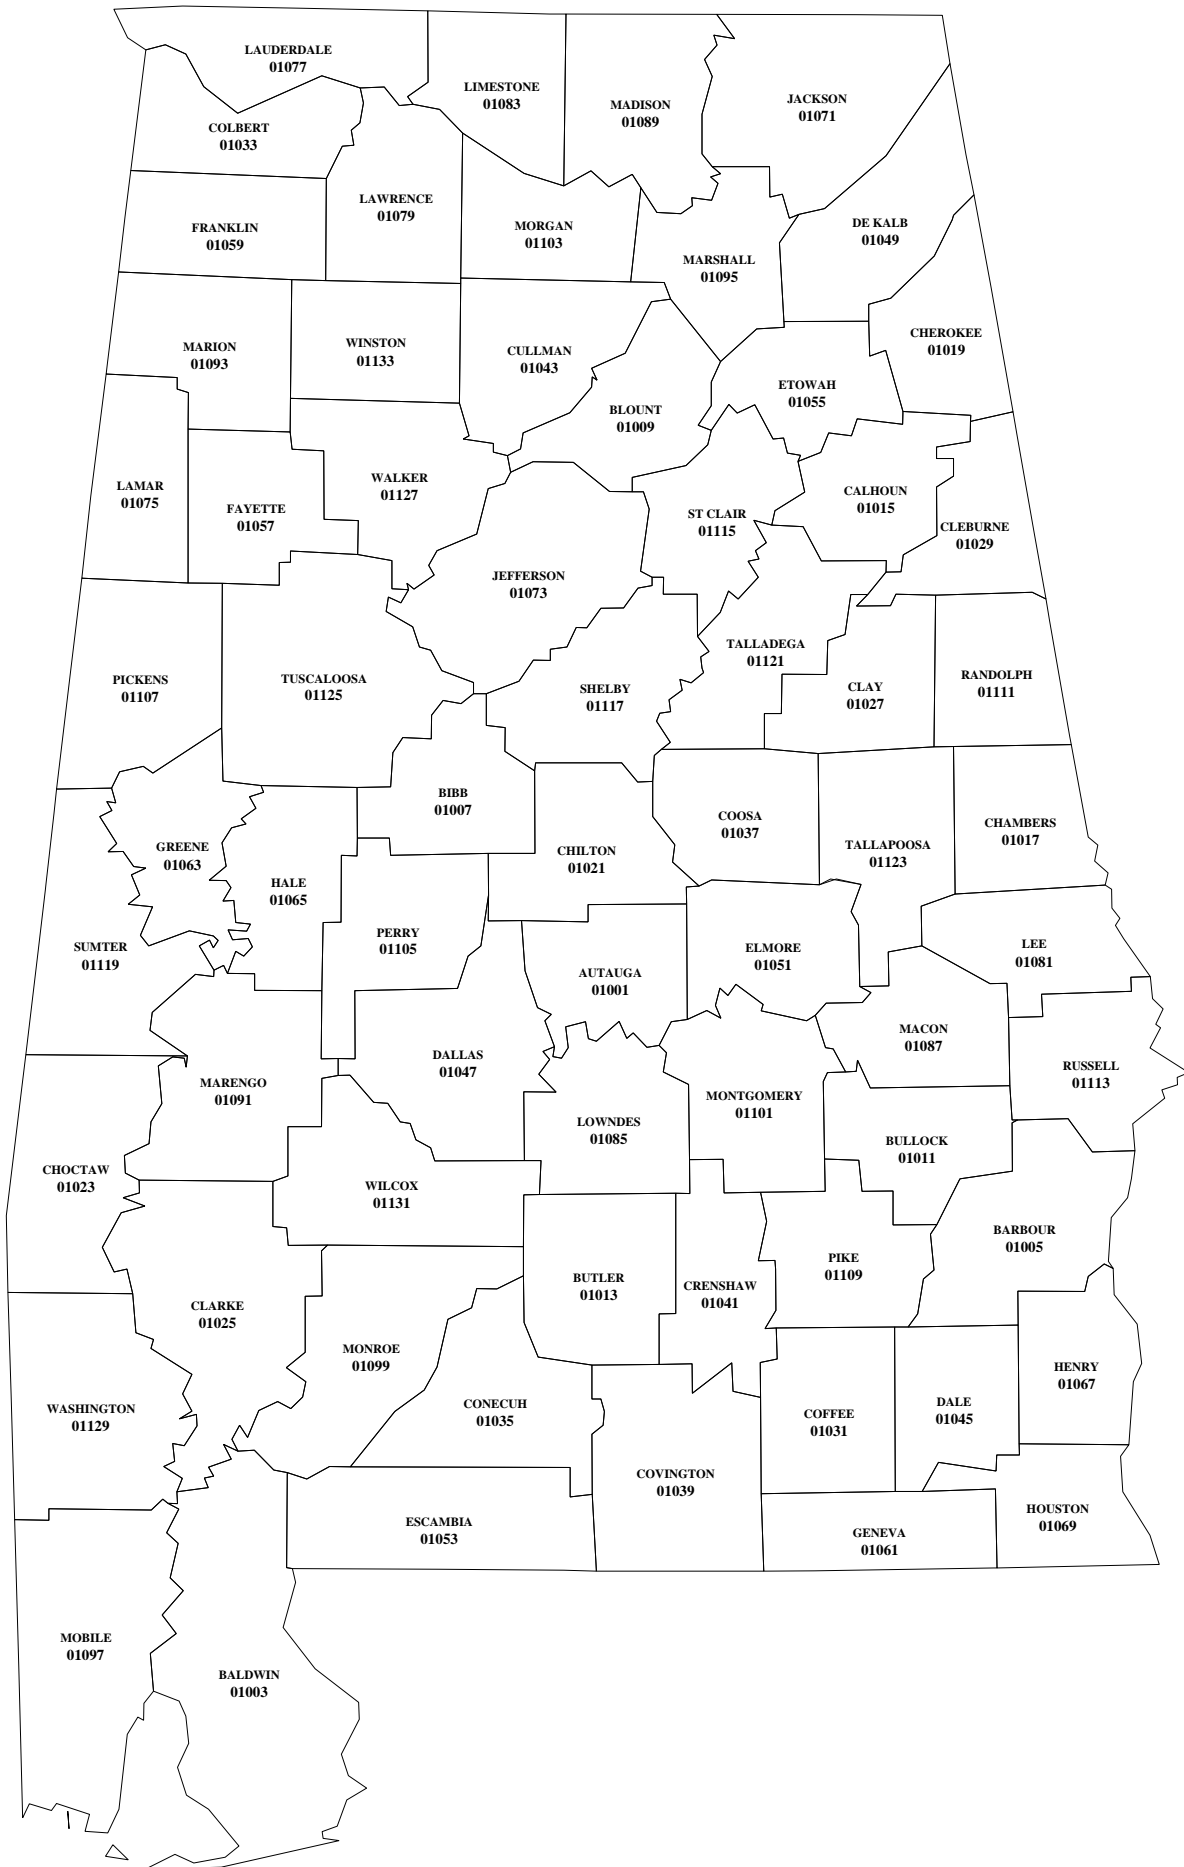 LAUDERDALE
01077
LIMESTONE
01083
MADISON
01089
JACKSON
01071
COLBERT
01033
LAWRENCE
01079
FRANKLIN
01059
MORGAN
01103
DE KALB
01049
MARSHALL
01095
MARION
01093
WINSTON
01133
CULLMAN
01043
CHEROKEE
01019
ETOWAH
01055
BLOUNT
01009
LAMAR
01075
FAYETTE
01057
WALKER
01127
CALHOUN
01015
ST CLAIR
01115
CLEBURNE
01029
JEFFERSON
01073
TALLADEGA
01121
PICKENS
01107
TUSCALOOSA
01125
SHELBY
01117
CLAY
01027
RANDOLPH
01111
BIBB
01007
COOSA
01037
CHAMBERS
01017
GREENE
01063
CHILTON
01021
TALLAPOOSA
01123
HALE
01065
SUMTER
01119
PERRY
01105
ELMORE
01051
LEE
01081
AUTAUGA
01001
MACON
01087
DALLAS
01047
RUSSELL
01113
MARENGO
01091
MONTGOMERY
01101
LOWNDES
01085
BULLOCK
01011
CHOCTAW
01023
WILCOX
01131
BARBOUR
01005
PIKE
01109
BUTLER
01013
CRENSHAW
01041
CLARKE
01025
MONROE
01099
HENRY
01067
WASHINGTON
01129
CONECUH
01035
COFFEE
01031
DALE
01045
COVINGTON
01039
ESCAMBIA
01053
HOUSTON
01069
GENEVA
01061
MOBILE
01097
BALDWIN
01003